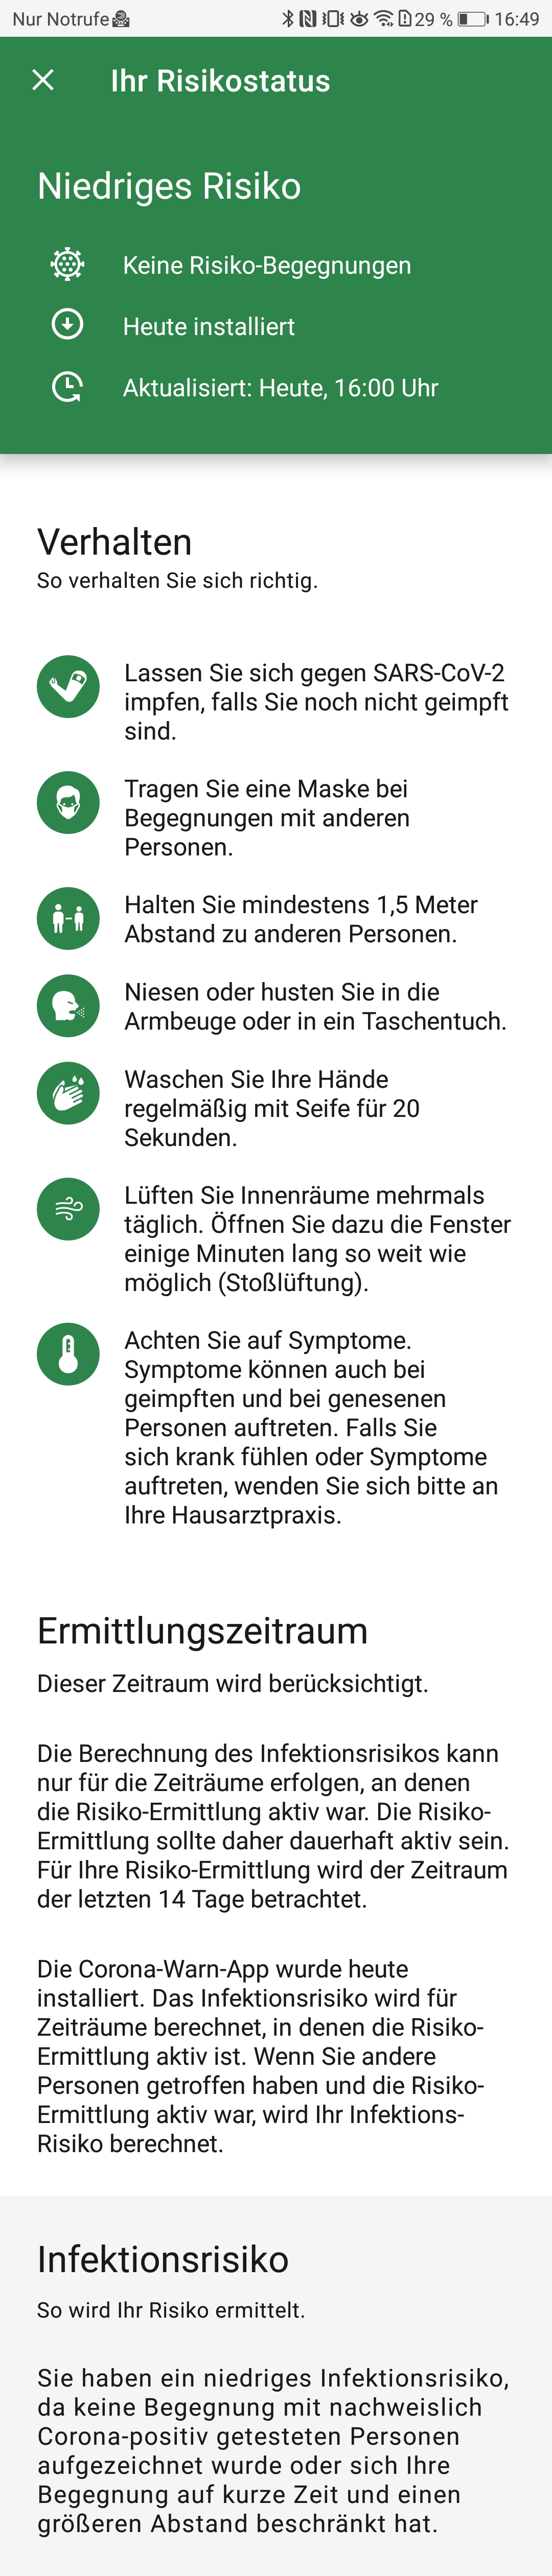 Nur Notrufe
29 %
16:49
Ihr Risikostatus
Niedriges Risiko
Keine Risiko-Begegnungen
Heute installiert
Aktualisiert: Heute, 16:00 Uhr
Verhalten
So verhalten Sie sich richtig.
Lassen Sie sich gegen SARS-CoV-2
impfen, falls Sie noch nicht geimpft
sind.
Tragen Sie eine Maske bei
Begegnungen mit anderen
Personen.
Halten Sie mindestens 1,5 Meter
Abstand zu anderen Personen.
Niesen oder husten Sie in die
Armbeuge oder in ein Taschentuch.
Waschen Sie Ihre Hände
regelmäßig mit Seife für 20
Sekunden.
Lüften Sie Innenräume mehrmals
täglich. Öffnen Sie dazu die Fenster
einige Minuten lang so weit wie
möglich (Stoßlüftung).
Achten Sie auf Symptome.
Symptome können auch bei
geimpften und bei genesenen
Personen auftreten. Falls Sie
sich krank fühlen oder Symptome
auftreten, wenden Sie sich bitte an
Ihre Hausarztpraxis.
Ermittlungszeitraum
Dieser Zeitraum wird berücksichtigt.
Die Berechnung des Infektionsrisikos kann
nur für die Zeiträume erfolgen, an denen
die Risiko-Ermittlung aktiv war. Die Risiko-
Ermittlung sollte daher dauerhaft aktiv sein.
Für Ihre Risiko-Ermittlung wird der Zeitraum
der letzten 14 Tage betrachtet.
Die Corona-Warn-App wurde heute
installiert. Das Infektionsrisiko wird für
Zeiträume berechnet, in denen die Risiko-
Ermittlung aktiv ist. Wenn Sie andere
Personen getroffen haben und die Risiko-
Ermittlung aktiv war, wird Ihr Infektions-
Risiko berechnet.
Infektionsrisiko
So wird Ihr Risiko ermittelt.
Sie haben ein niedriges Infektionsrisiko,
da keine Begegnung mit nachweislich
Corona-positiv getesteten Personen
aufgezeichnet wurde oder sich Ihre
Begegnung auf kurze Zeit und einen
größeren Abstand beschränkt hat.